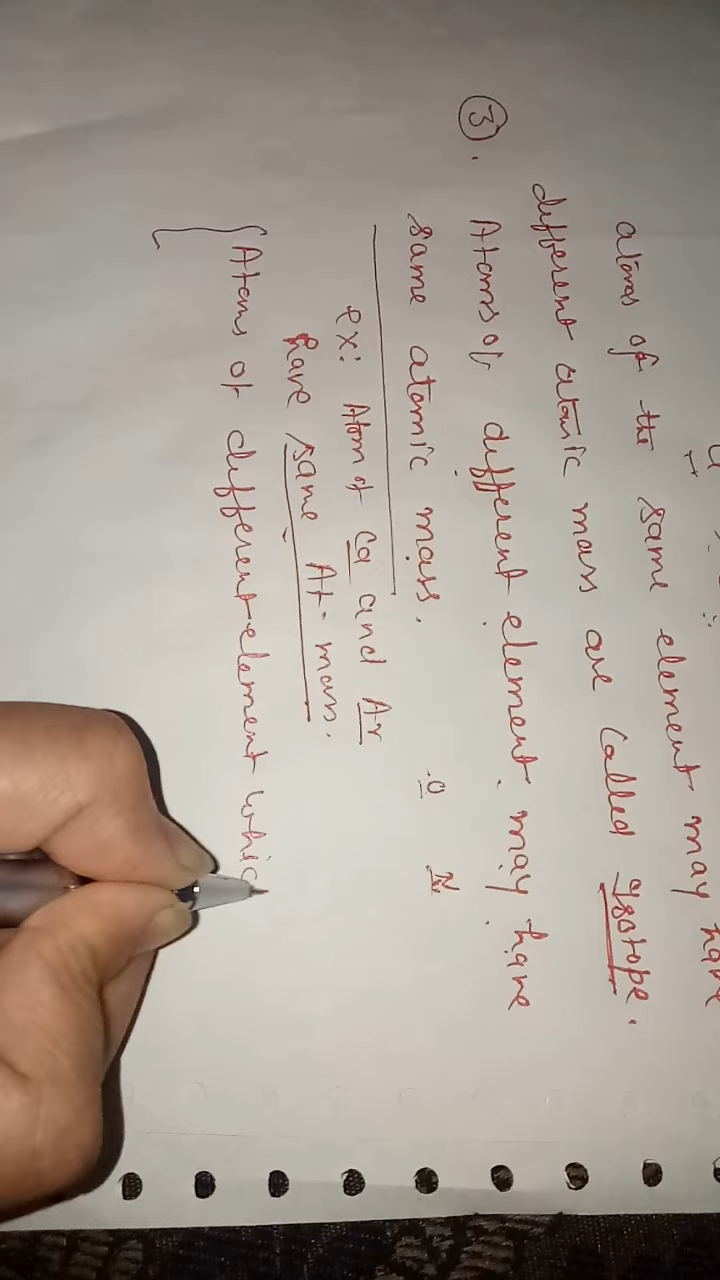 atoms of the same element may have
different atomic mass are called Isotope.
③. Atoms of different element may have
same atomic mass.
O N
ex: Atom of Ca and Ar
have same At. mass.
{ Atoms of different element whic